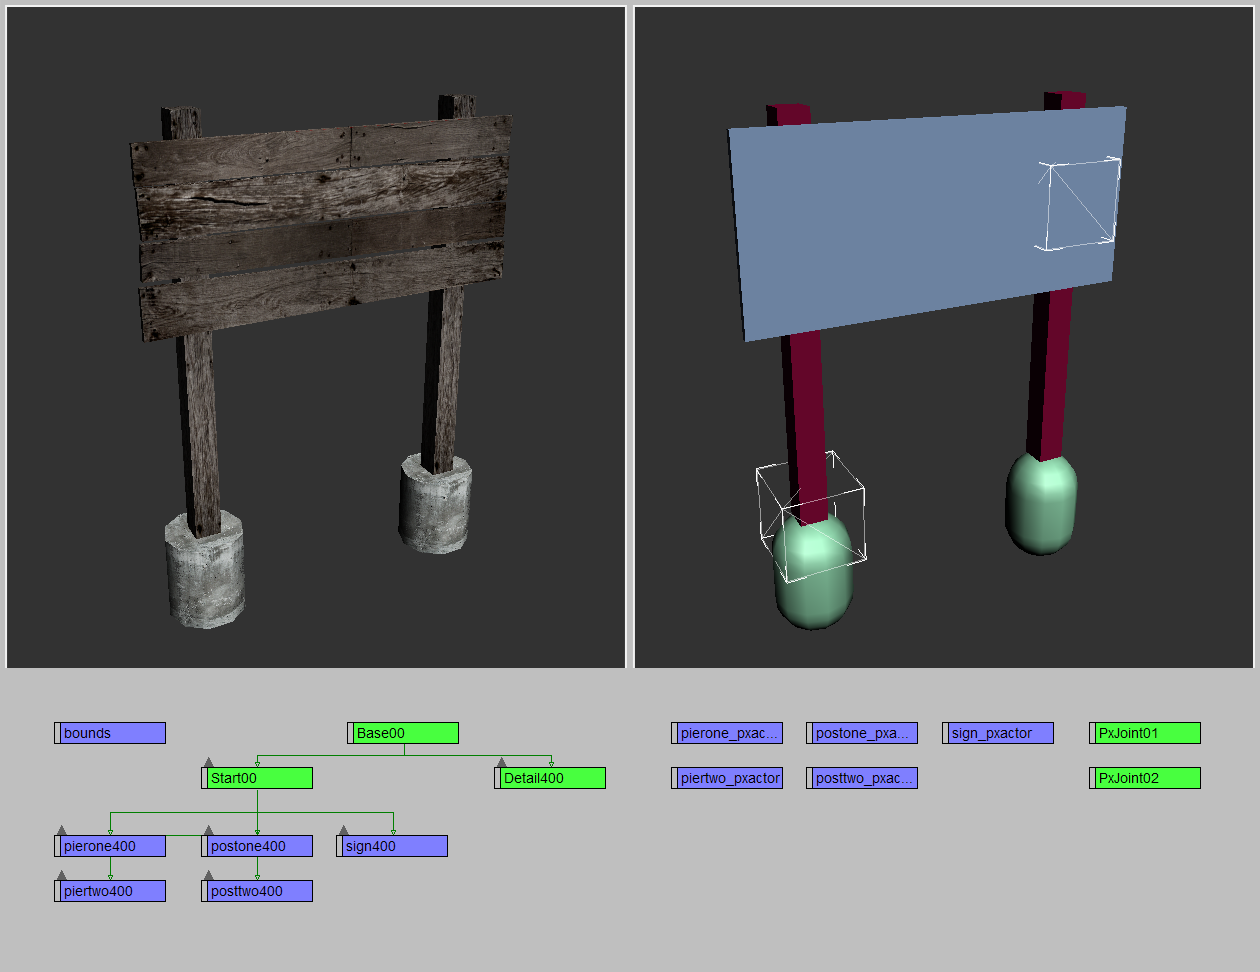 bounds
Base00
Start00
Detail400
pierone400
postone400
sign400
piertwo400
posttwo400
pierone_pxac...
postone_pxa...
sign_pxactor
PxJoint01
piertwo_pxactor
posttwo_pxac...
PxJoint02